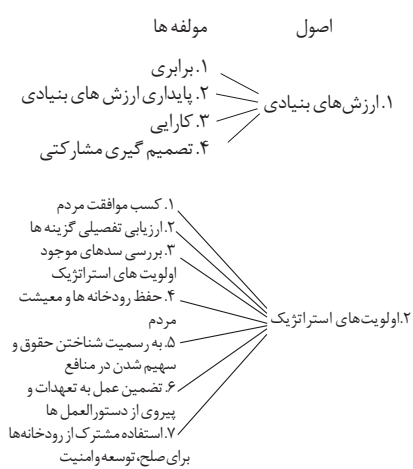 اصول
مولفه ها
۱.ارزش‌های بنیادی
۱.برابری
۲. پایداری ارزش های بنیادی
۳. کارایی
۴. تصمیم گیری مشارکتی
۲.اولویت‌های استراتژیک
۱. کسب موافقت مردم
۲.ارزیابی تفصیلی گزینه ها
۳.بررسی سدهای موجود
اولویت های استراتژیک
۴. حفظ رودخانه ها و معیشت
مردم
۵. به رسمیت شناختن حقوق و
سهیم شدن در منافع
۶. تضمین عمل به تعهدات و
پیروی از دستورالعمل ها
۷.استفاده مشترک از رودخانه‌ها
برای صلح، توسعه وامنیت